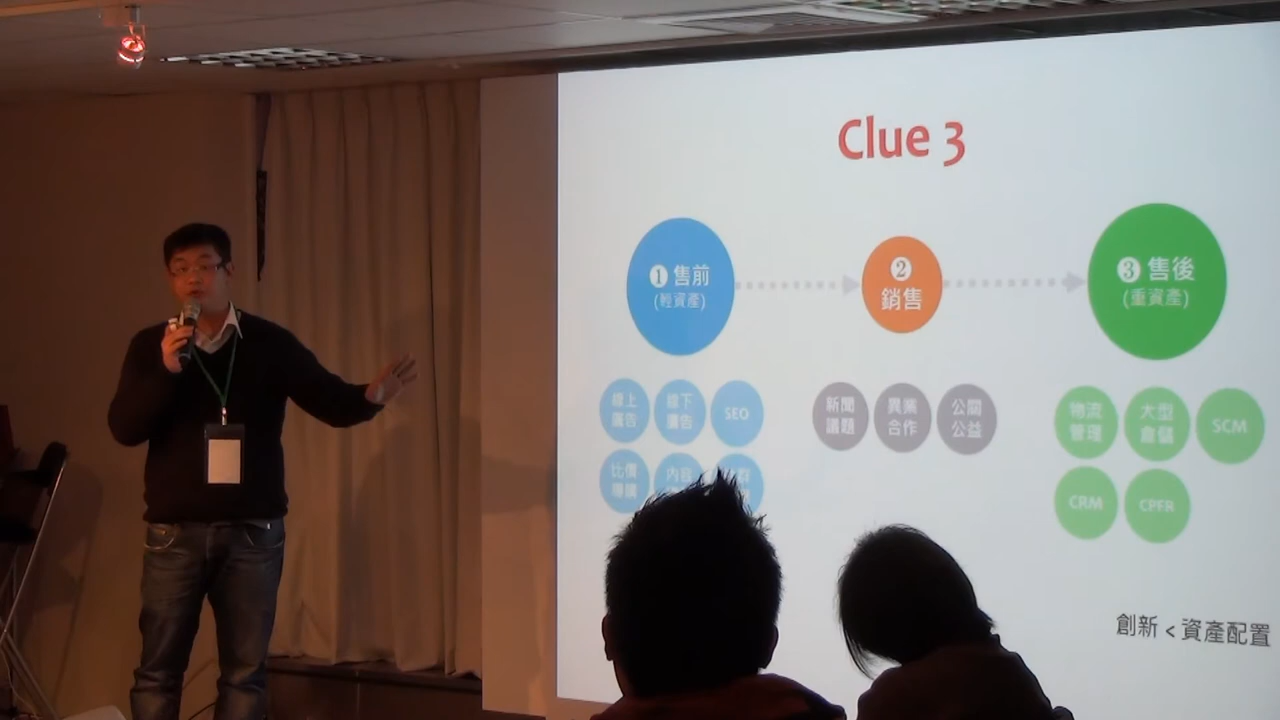 Clue 3
❶ 售前
(輕資產)
❷
銷售
❸ 售後
(重資產)
線上
廣告
線下
廣告
SEO
新聞
議題
異業
合作
公關
公益
物流
管理
大型
倉儲
SCM
比價
導購
內容
群
CRM
CPFR
創新 < 資產配置